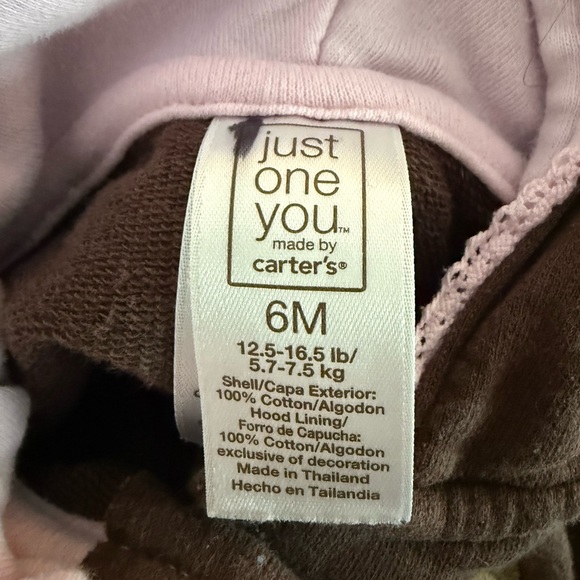 just
one
you™
made by
carter's®
6M
12.5-16.5 lb/
5.7-7.5 kg
Shell/Capa Exterior:
100% Cotton/Algodon
Hood Lining/
Forro de Capucha:
100% Cotton/Algodon
exclusive of decoration
Made in Thailand
Hecho en Tailandia